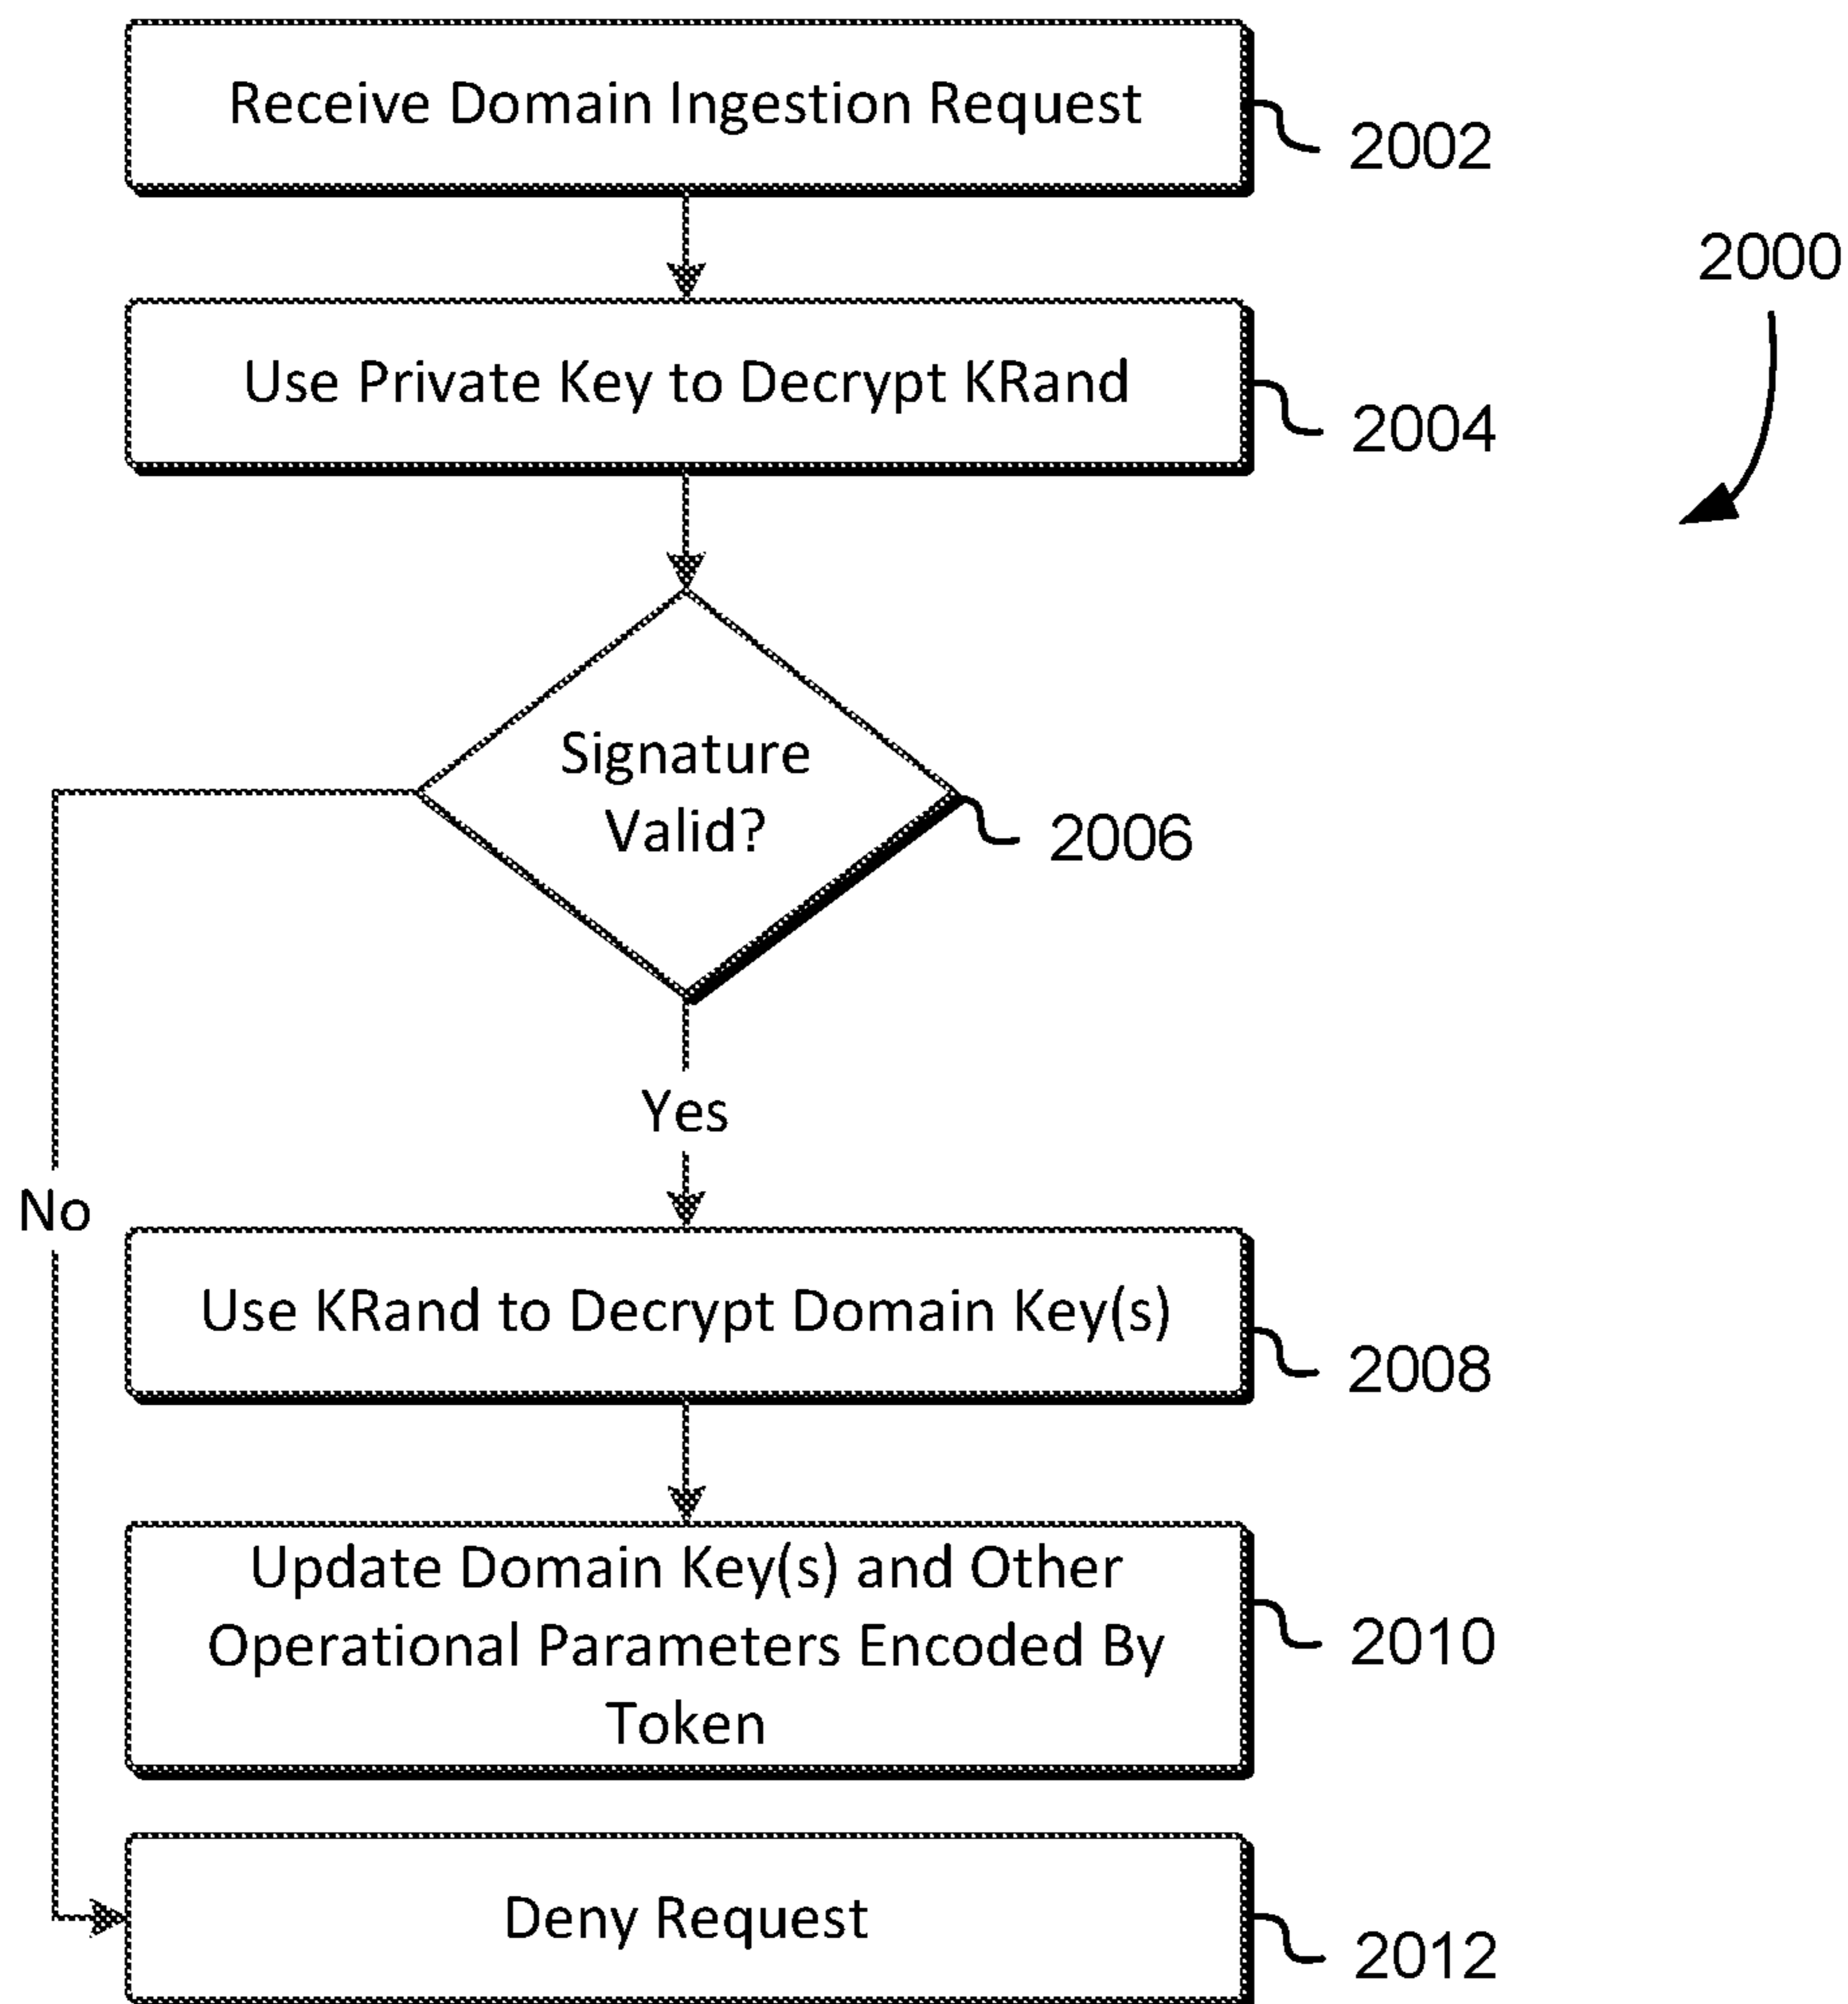 Receive Domain Ingestion Request
2002
2000
Use Private Key to Decrypt KRand
2004
Signature
Valid?
2006
Yes
No
Use KRand to Decrypt Domain Key(s)
2008
Update Domain Key(s) and Other
Operational Parameters Encoded By
Token
2010
Deny Request
2012